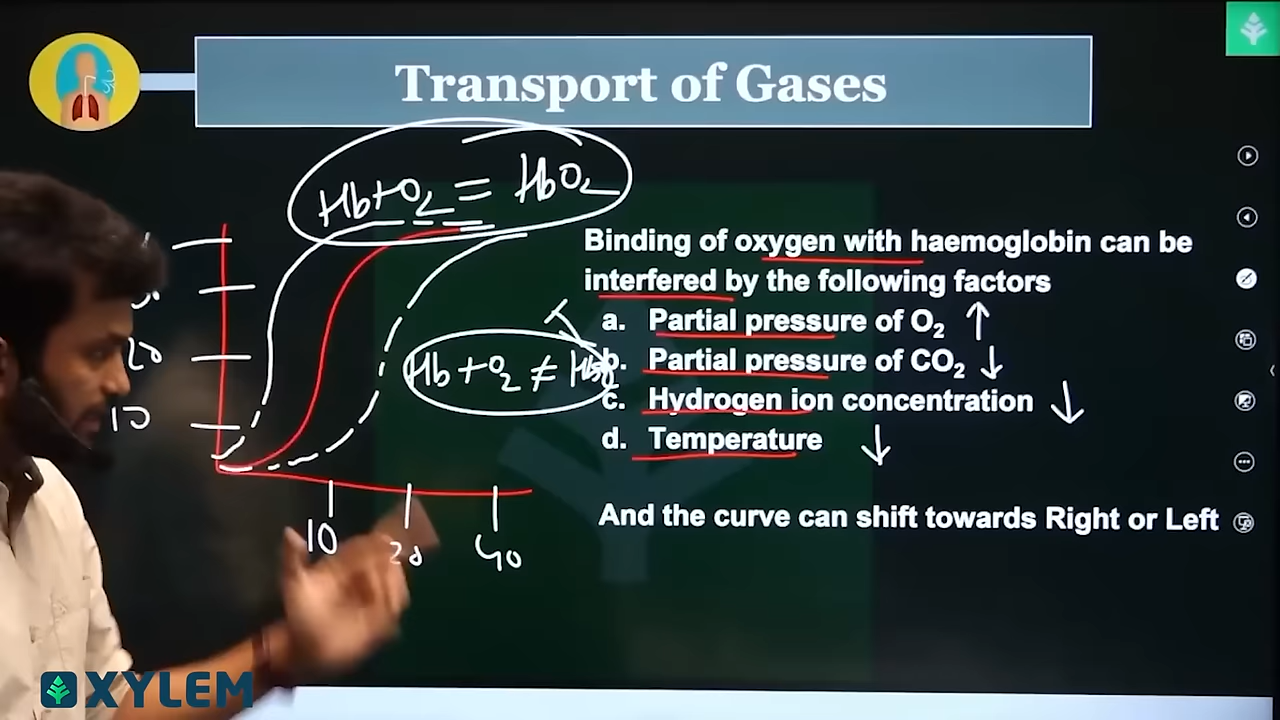 Transport of Gases
Hb+O2 = HbO2
Binding of oxygen with haemoglobin can be
interfered by the following factors
a. Partial pressure of O2 ↑
b. Partial pressure of CO2 ↓
c. Hydrogen ion concentration ↓
d. Temperature ↓
Hb+O2 ≠
20
10
And the curve can shift towards Right or Left
10 20 40
XYLEM